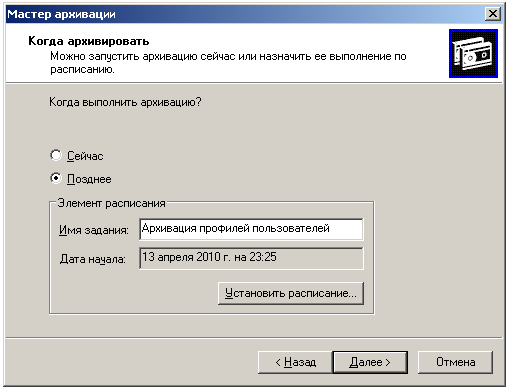 Мастер архивации
Когда архивировать
Можно запустить архивацию сейчас или назначить ее выполнение по
расписанию.
Когда выполнить архивацию?
Сейчас
Позднее
Элемент расписания
Имя задания: Архивация профилей пользователей
Дата начала: 13 апреля 2010 г. на 23:25
Установить расписание...
< Назад Далее > Отмена